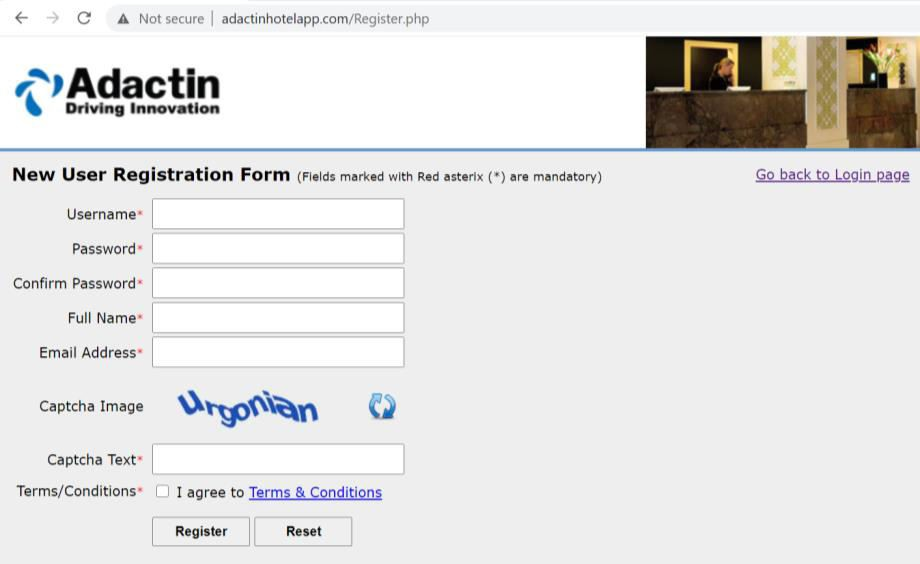 Not secure | adactinhotelapp.com/Register.php
Adactin
Driving Innovation
New User Registration Form (Fields marked with Red asterix (*) are mandatory)
Go back to Login page
Username*
Password*
Confirm Password*
Full Name*
Email Address*
Captcha Image Urgonian
Captcha Text*
Terms/Conditions* I agree to Terms & Conditions
Register Reset